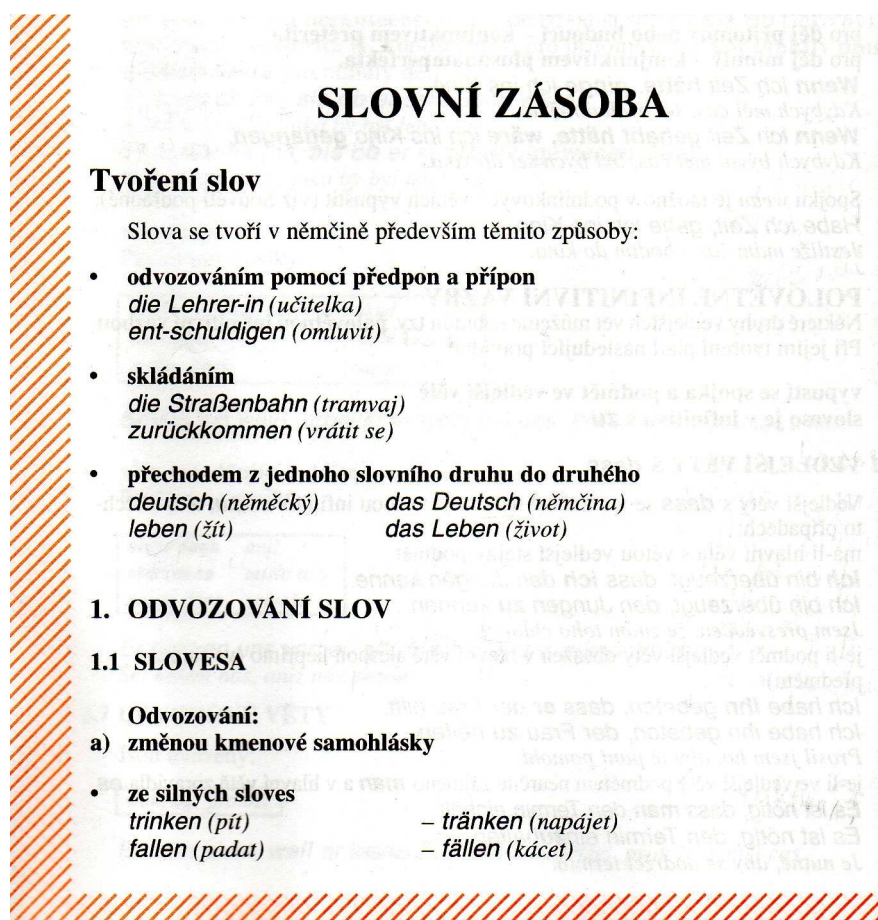 SLOVNÍ ZÁSOBA
Tvoření slov
Slova se tvoří v němčině především těmito způsoby:
• odvozováním pomocí předpon a přípon
die Lehrer-in (učitelka)
ent-schuldigen (omluvit)
• skládáním
die Straßenbahn (tramvaj)
zurückkommen (vrátit se)
• přechodem z jednoho slovního druhu do druhého
deutsch (německý) das Deutsch (němčina)
leben (žít) das Leben (život)
1. ODVOZOVÁNÍ SLOV
1.1 SLOVESA
Odvozování:
a) změnou kmenové samohlásky
• ze silných sloves
trinken (pít) – tränken (napájet)
fallen (padat) – fällen (kácet)